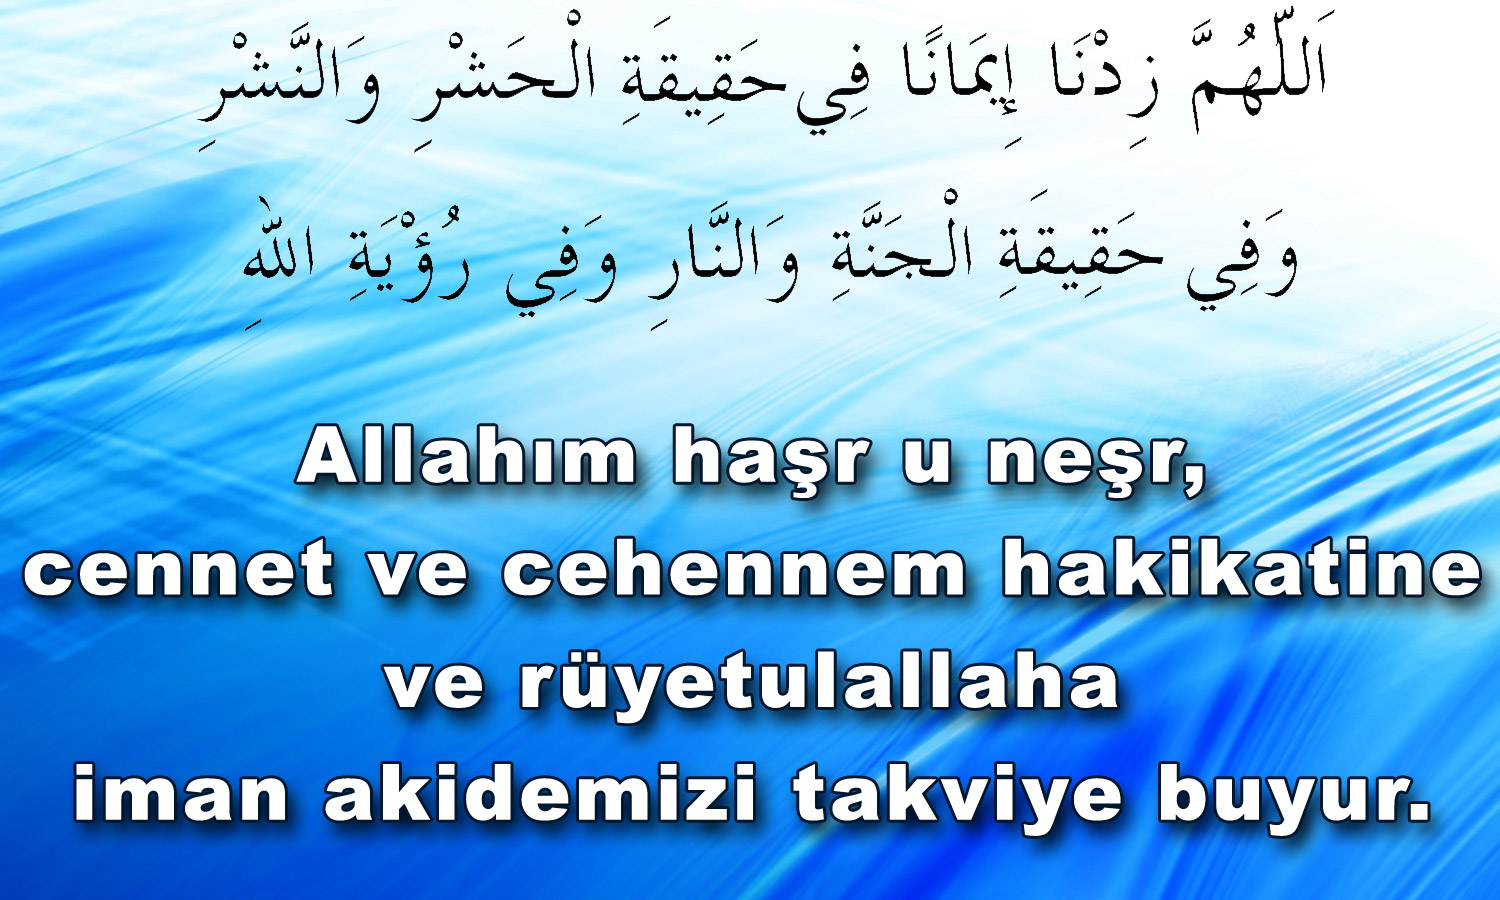 اَللّٰهُمَّ زِدْنَا إِيمَانًا فِي حَقِيقَةِ الْحَشْرِ وَالنَّشْرِ
وَفِي حَقِيقَةِ الْجَنَّةِ وَالنَّارِ وَفِي رُؤْيَةِ اللهِ
Allahım haşr u neşr,
cennet ve cehennem hakikatine
ve rüyetulallaha
iman akidemizi takviye buyur.